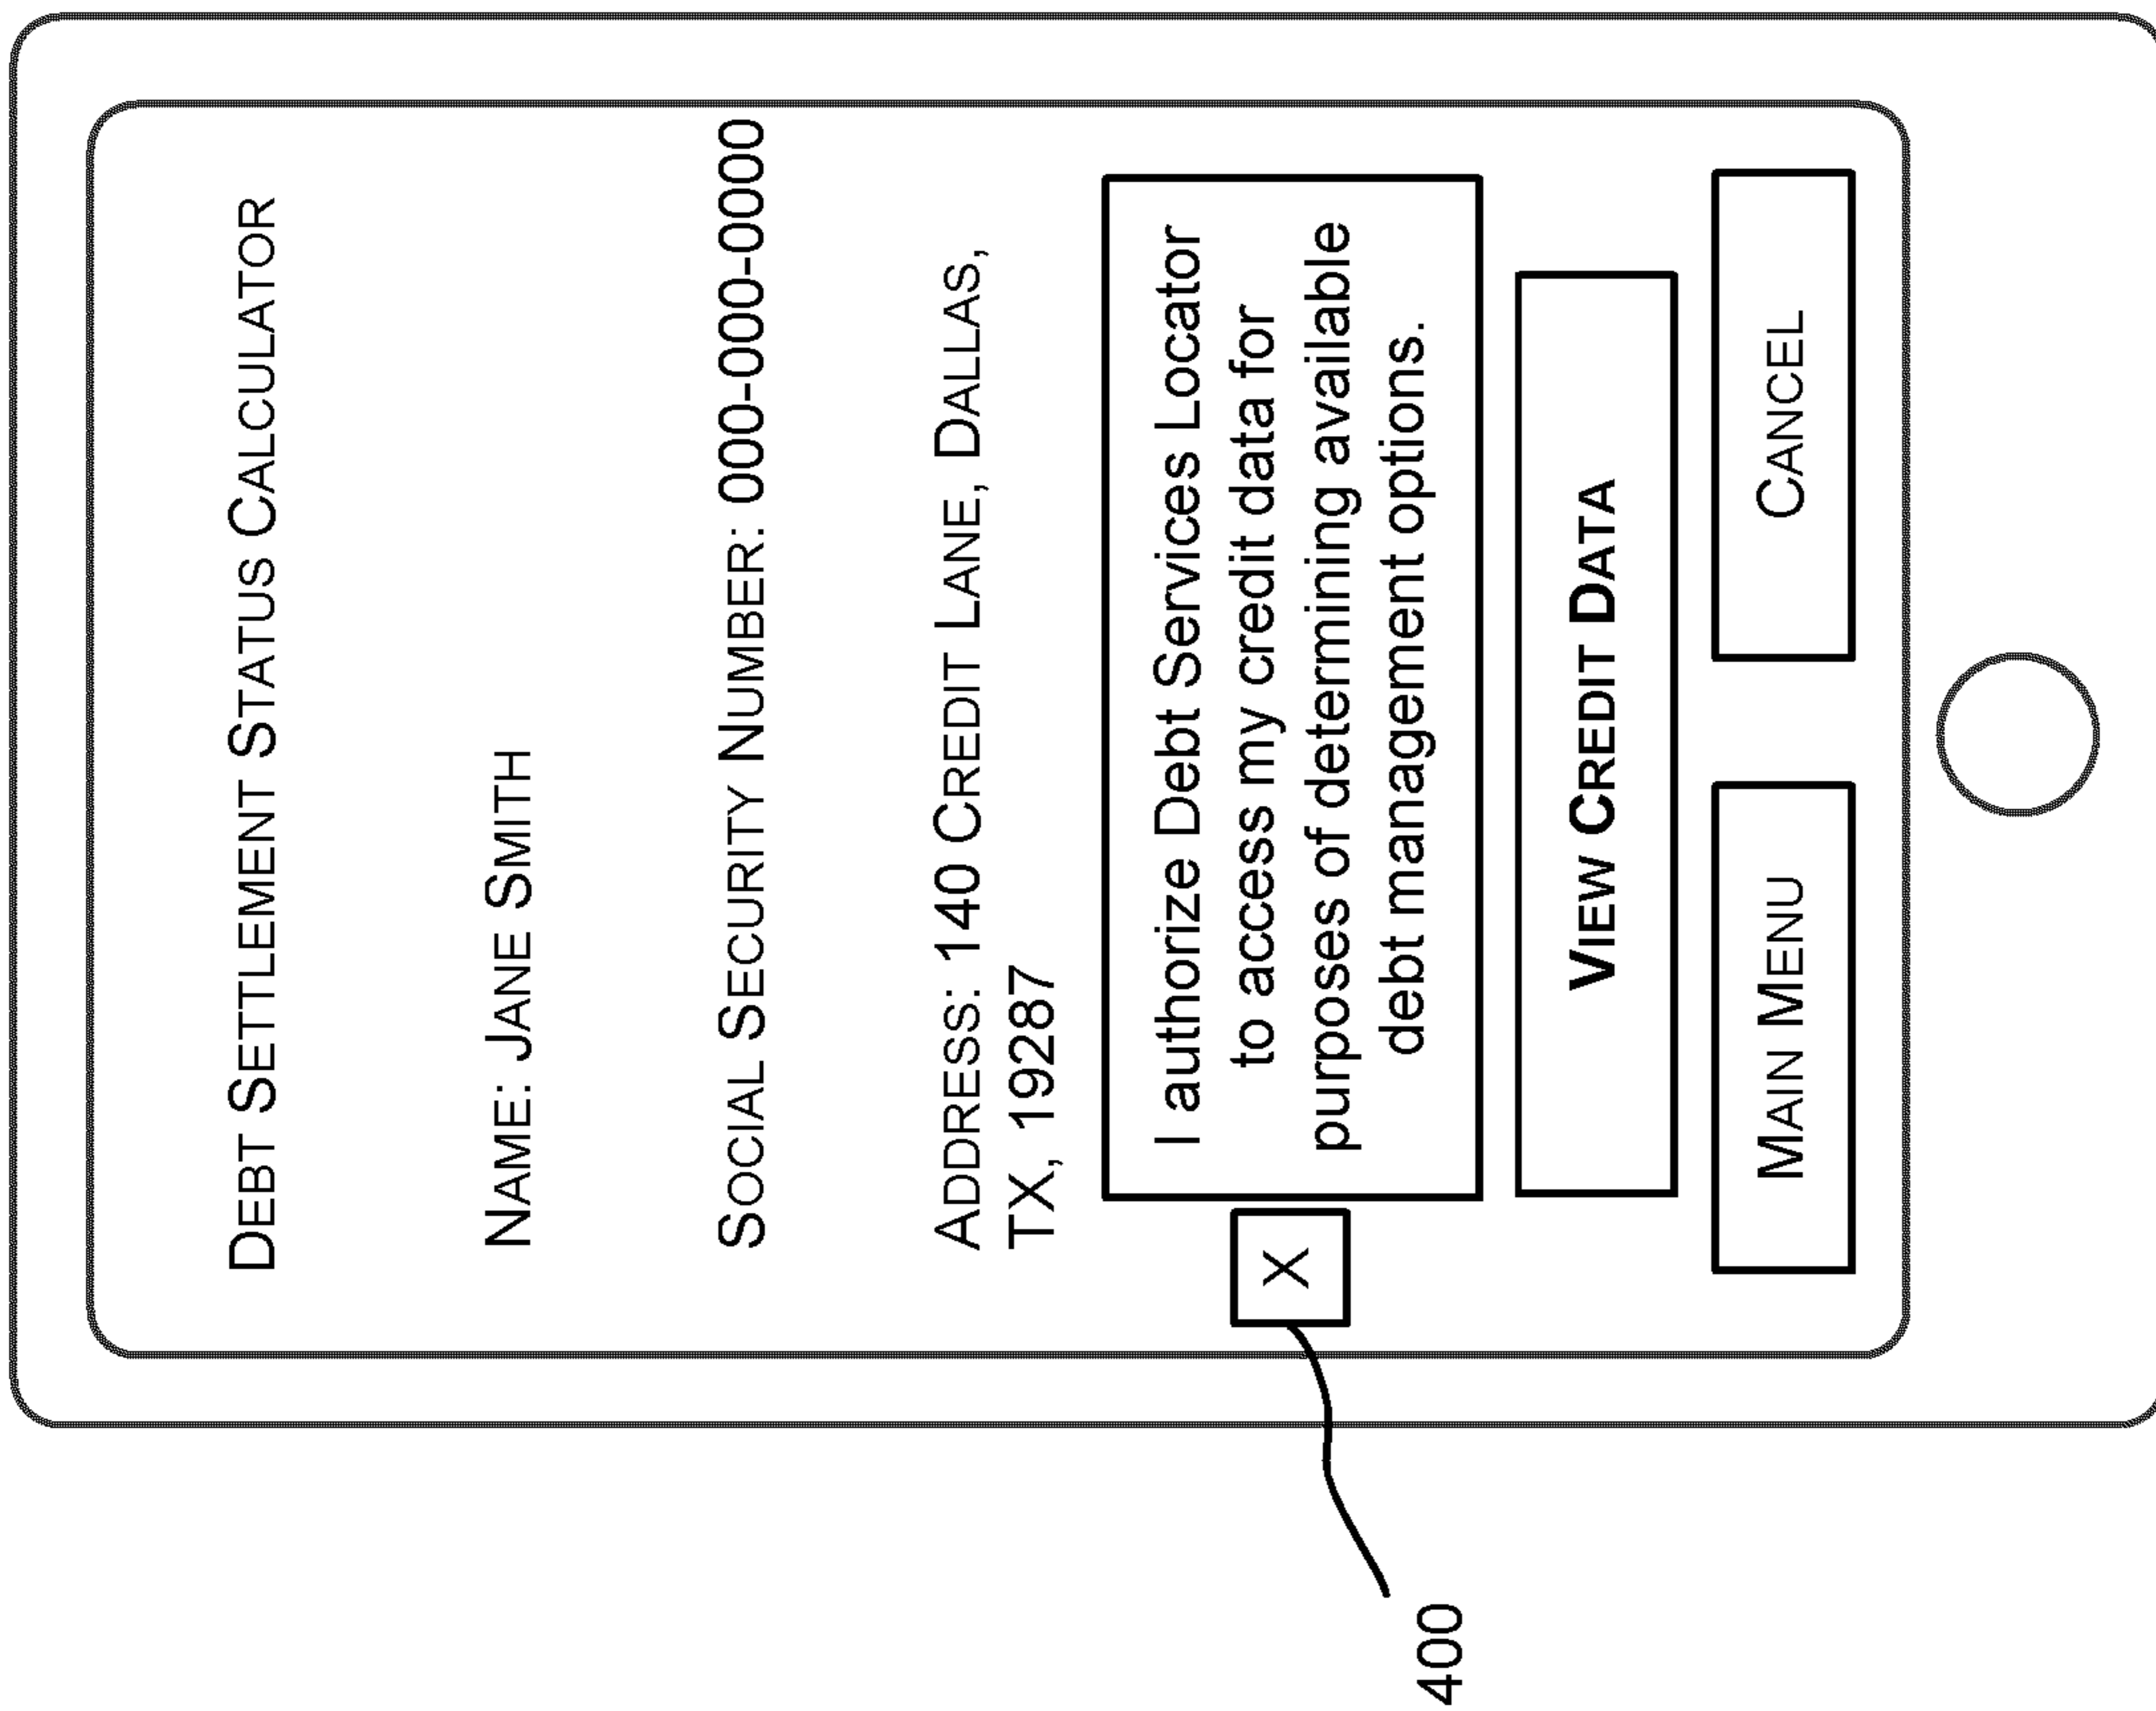 DEBT SETTLEMENT STATUS CALCULATOR
NAME: JANE SMITH
SOCIAL SECURITY NUMBER: 000-000-0000
ADDRESS: 140 CREDIT LANE, DALLAS,
TX, 19287
X
I authorize Debt Services Locator
to access my credit data for
purposes of determining available
debt management options.
VIEW CREDIT DATA
MAIN MENU
CANCEL
400